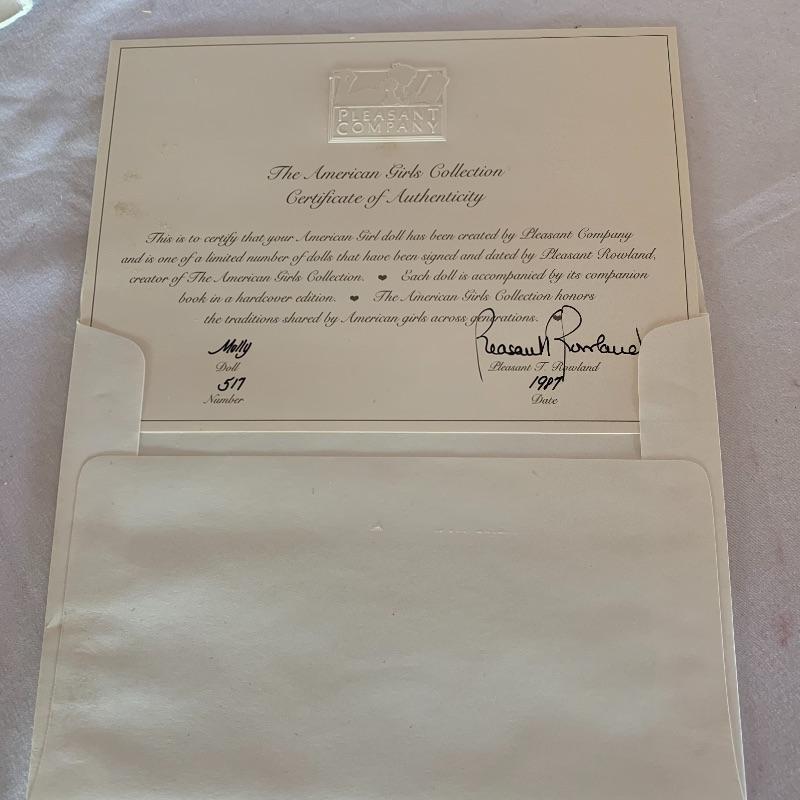 PLEASANT
COMPANY
The American Girls Collection
Certificate of Authenticity
This is to certify that your American Girl doll has been created by Pleasant Company
and is one of a limited number of dolls that have been signed and dated by Pleasant Rowland,
creator of The American Girls Collection. ❤ Each doll is accompanied by its companion
book in a hardcover edition. ❤ The American Girls Collection honors
the traditions shared by American girls across generations. ❤
Molly
Doll
517
Number
Pleasant Rowland
Pleasant T. Rowland
1987
Date